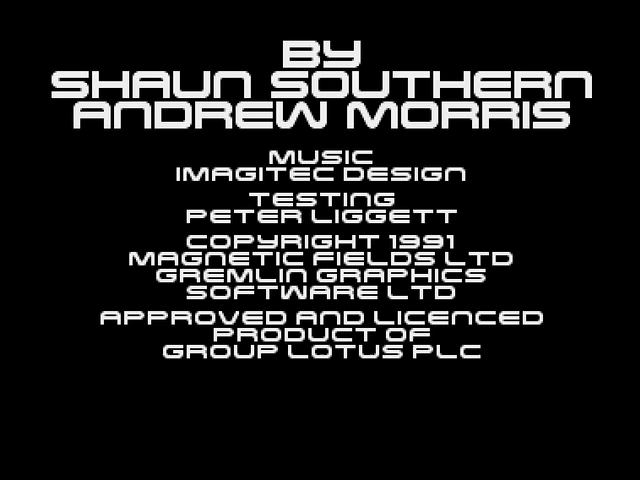 BY
SHAUN SOUTHERN
ANDREW MORRIS
MUSIC
IMAGITEC DESIGN
TESTING
PETER LIGGETT
COPYRIGHT 1991
MAGNETIC FIELDS LTD
GREMLIN GRAPHICS
SOFTWARE LTD
APPROVED AND LICENCED
PRODUCT OF
GROUP LOTUS PLC